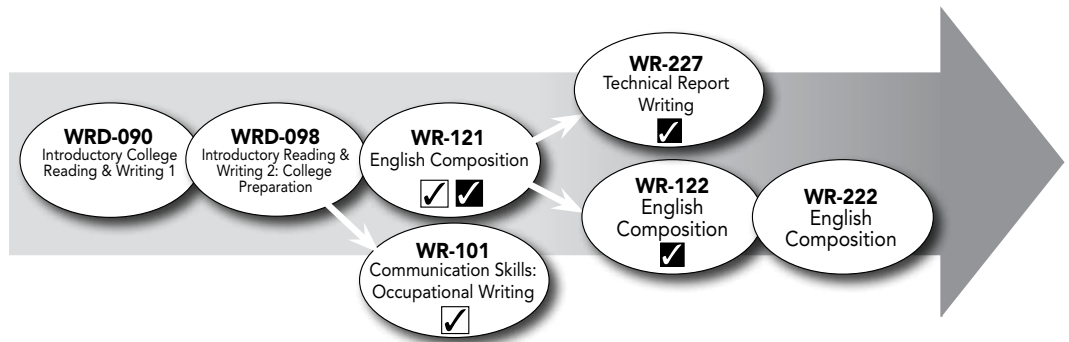 WRD-090
Introductory College
Reading & Writing 1
WRD-098
Introductory Reading &
Writing 2: College
Preparation
WR-121
English Composition
WR-101
Communication Skills:
Occupational Writing
WR-227
Technical Report
Writing
WR-122
English
Composition
WR-222
English
Composition